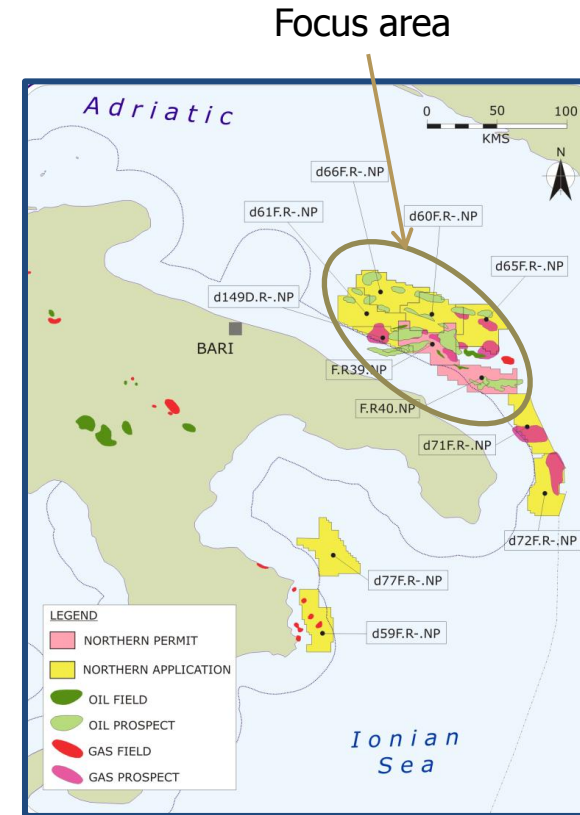 Focus area
Adriatic
0 50 100
KMS
N
d66F.R-.NP
d61F.R-.NP
d60F.R-.NP
d65F.R-.NP
d149D.R-.NP
BARI
F.R39.NP
F.R40.NP
d71F.R-.NP
d72F.R-.NP
d77F.R-.NP
d59F.R-.NP
LEGEND
NORTHERN PERMIT
NORTHERN APPLICATION
OIL FIELD
OIL PROSPECT
GAS FIELD
GAS PROSPECT
Ionian
Sea